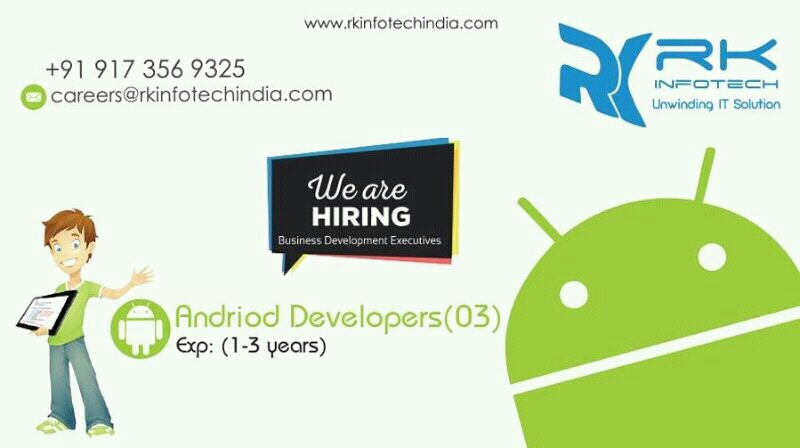 www.rkinfotechindia.com
+91 917 356 9325
careers@rkinfotechindia.com
RK
INFOTECH
Unwinding IT Solution
We are
HIRING
Business Development Executives
Andriod Developers(03)
Exp: (1-3 years)